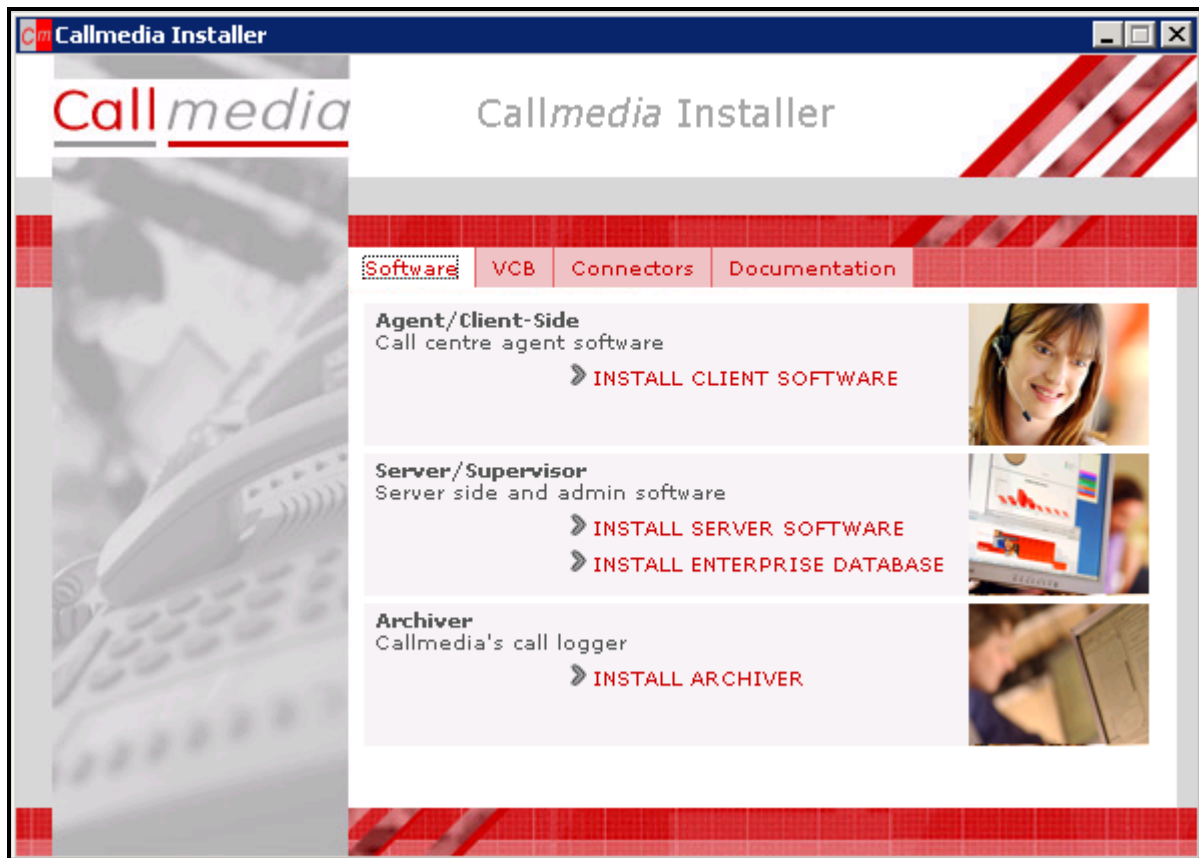 Cm Callmedia Installer
Callmedia
Callmedia Installer
Software VCB Connectors Documentation
Agent/Client-Side
Call centre agent software
INSTALL CLIENT SOFTWARE
Server/Supervisor
Server side and admin software
INSTALL SERVER SOFTWARE
INSTALL ENTERPRISE DATABASE
Archiver
Callmedia's call logger
INSTALL ARCHIVER